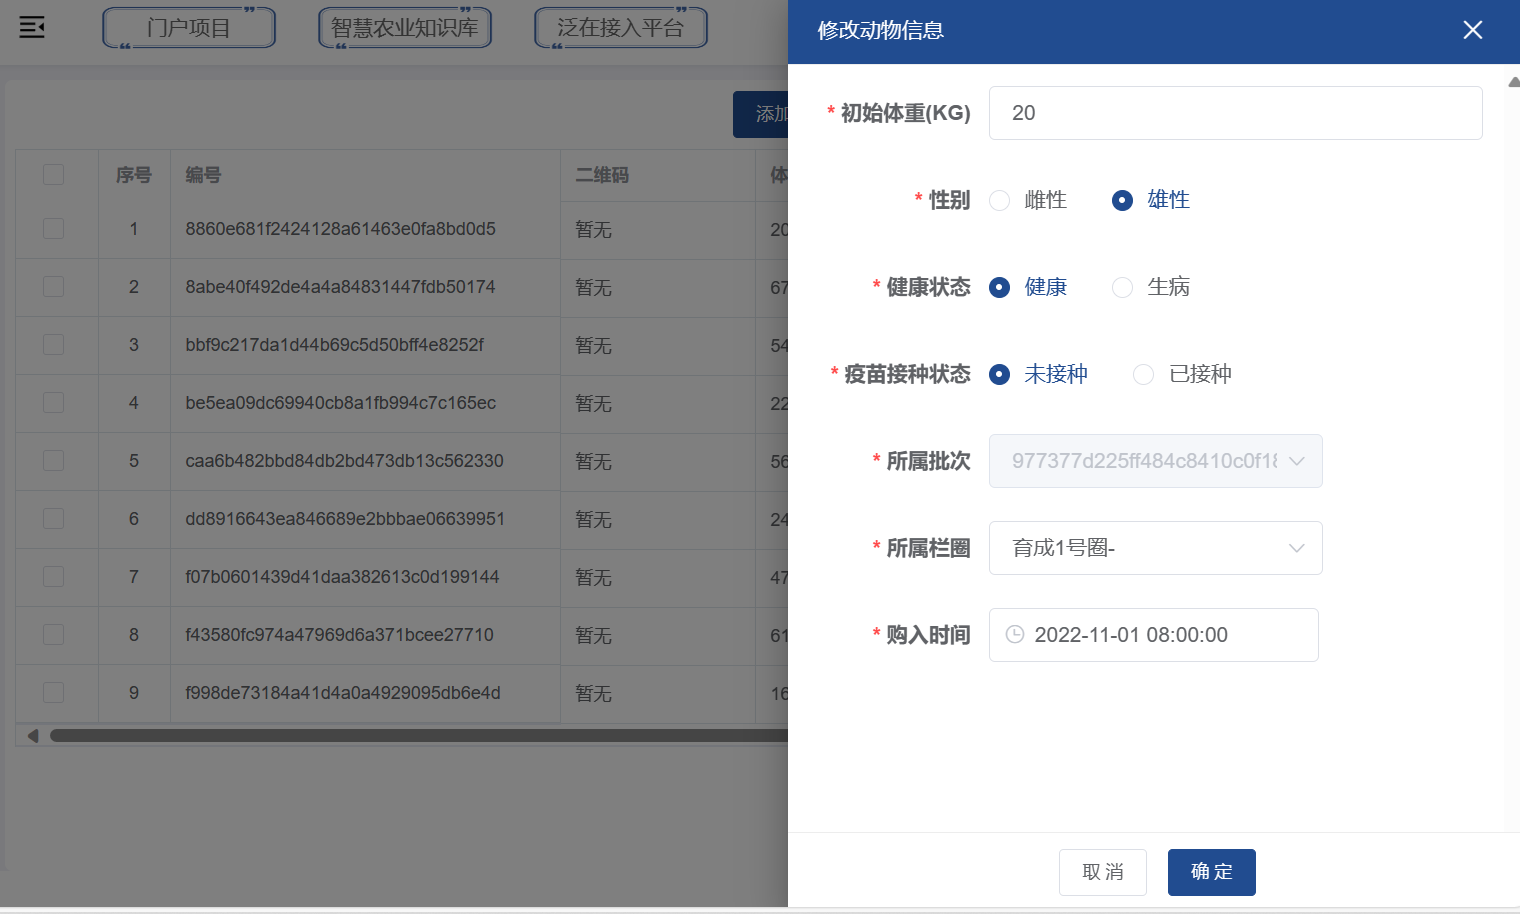 门户项目 智慧农业知识库 泛在接入平台
修改动物信息
添加
序号 编号 二维码 体
1 8860e681f2424128a61463e0fa8bd0d5 暂无 20
2 8abe40f492de4a4a84831447fdb50174 暂无 67
3 bbf9c217da1d44b69c5d50bff4e8252f 暂无 54
4 be5ea09dc69940cb8a1fb994c7c165ec 暂无 22
5 caa6b482bbd84db2bd473db13c562330 暂无 56
6 dd8916643ea846689e2bbbae06639951 暂无 24
7 f07b0601439d41daa382613c0d199144 暂无 47
8 f43580fc974a47969d6a371bcee27710 暂无 61
9 f998de73184a41d4a0a4929095db6e4d 暂无 16
* 初始体重(KG) 20
* 性别 雌性 雄性
* 健康状态 健康 生病
* 疫苗接种状态 未接种 已接种
* 所属批次 977377d225ff484c8410c0f18
* 所属栏圈 育成1号圈-
* 购入时间 2022-11-01 08:00:00
取消 确定